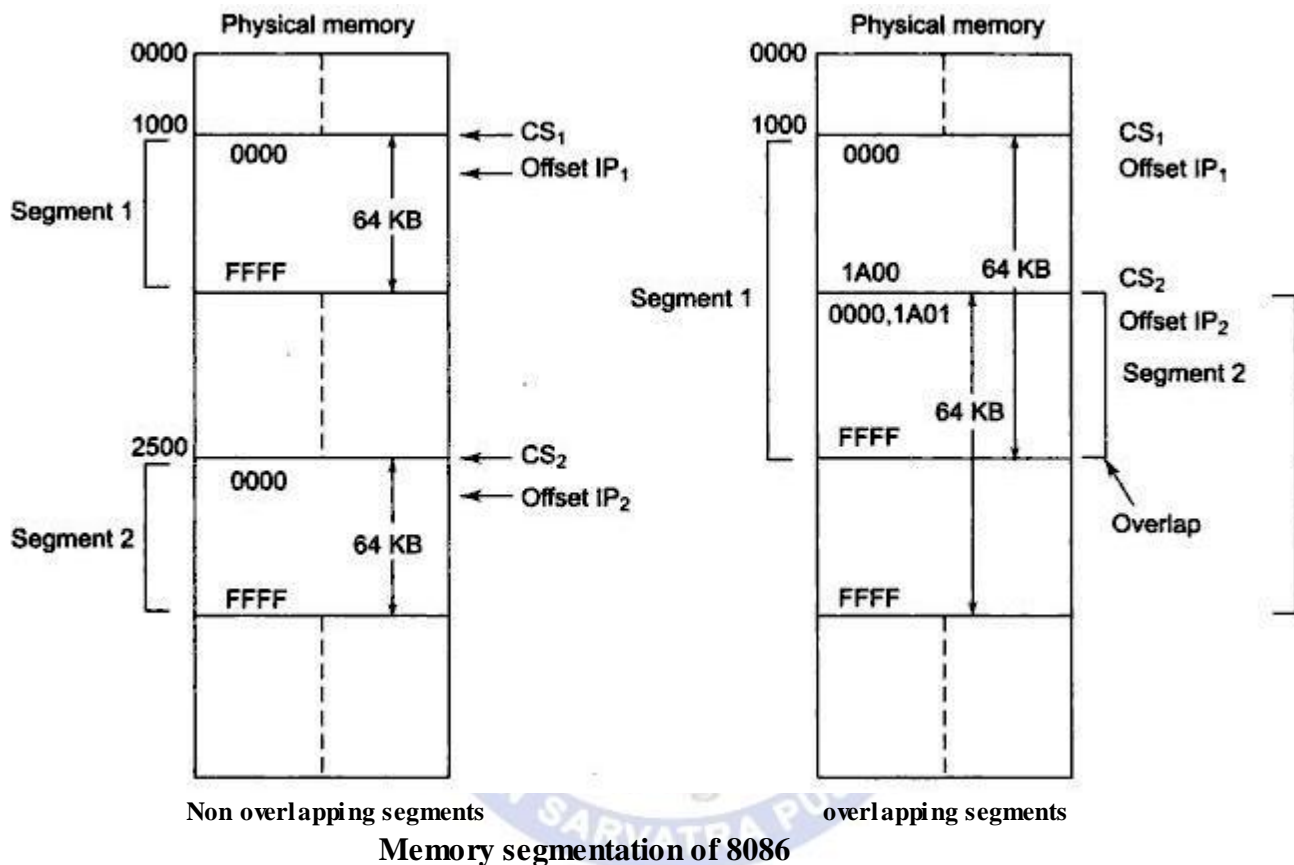 Physical memory
0000
1000
CS1
0000
Offset IP1
Segment 1
64 KB
FFFF
2500
CS2
0000
Offset IP2
Segment 2
64 KB
FFFF
Non overlapping segments
Physical memory
0000
1000
CS1
0000
Offset IP1
1A00
64 KB
CS2
Segment 1
0000,1A01
Offset IP2
Segment 2
64 KB
FFFF
Overlap
FFFF
overlapping segments
SARVATRA
Memory segmentation of 8086